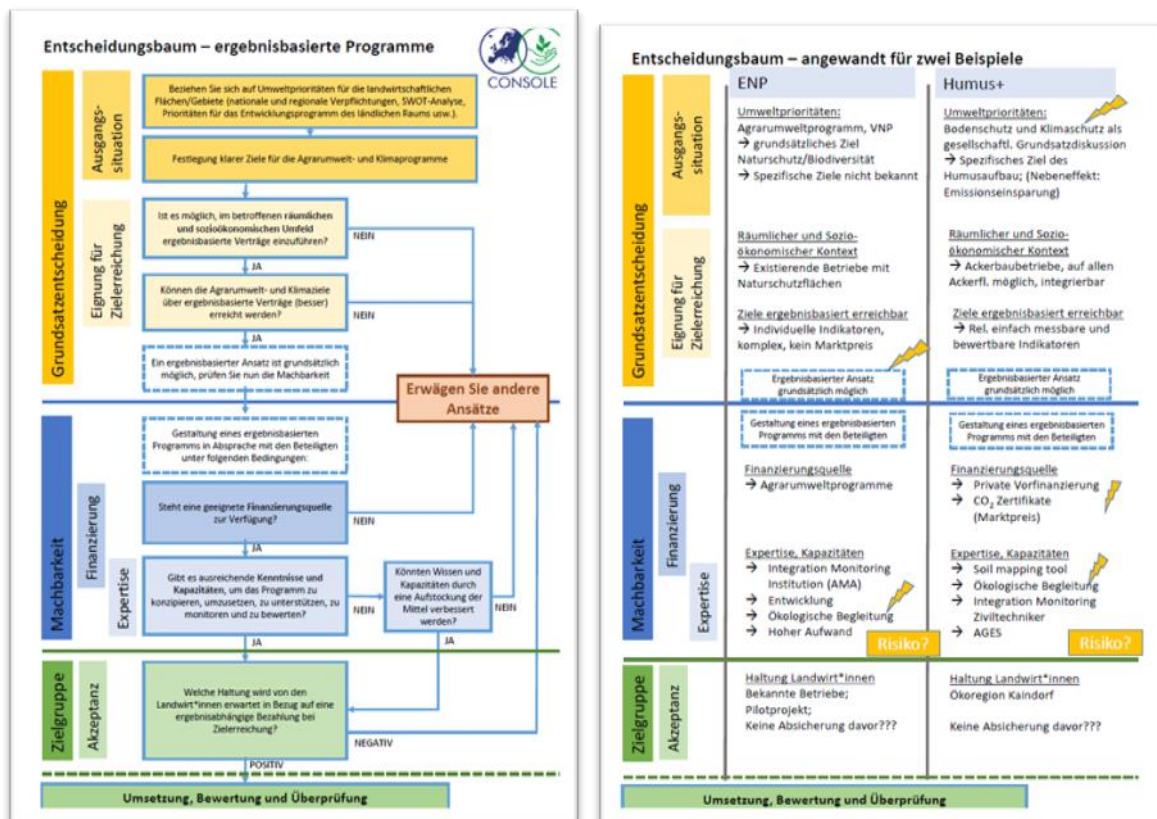 Entscheidungsbaum – ergebnisbasierte Programme
CONSOLE
Grundsatzentscheidung
Ausgangs-
situation
Beziehen Sie sich auf Umweltprioritäten für die landwirtschaftlichen
Flächen/Gebiete (nationale und regionale Verpflichtungen, SWOT-Analyse,
Prioritäten für das Entwicklungsprogramm des ländlichen Raums usw.).
Festlegung klarer Ziele für die Agrarumwelt- und Klimaprogramme
Eignung für
Zielerreichung
Ist es möglich, im betroffenen räumlichen
und sozioökonomischen Umfeld
ergebnisbasierte Verträge einzuführen?
NEIN
JA
Können die Agrarumwelt- und Klimaziele
über ergebnisbasierte Verträge (besser)
erreicht werden?
NEIN
JA
Ein ergebnisbasierter Ansatz ist grundsätzlich
möglich, prüfen Sie nun die Machbarkeit
Erwägen Sie andere
Ansätze
Machbarkeit
Gestaltung eines ergebnisbasierten
Programms in Absprache mit den Beteiligten
unter folgenden Bedingungen:
Finanzierung
Steht eine geeignete Finanzierungsquelle
zur Verfügung?
NEIN
JA
Expertise
Gibt es ausreichende Kenntnisse und
Kapazitäten, um das Programm zu
konzipieren, umzusetzen, zu unterstützen, zu
monitoren und zu bewerten?
NEIN
Könnten Wissen und
Kapazitäten durch
eine Aufstockung der
Mittel verbessert
werden?
NEIN
JA
JA
Zielgruppe
Akzeptanz
Welche Haltung wird von den
Landwirt*innen erwartet in Bezug auf eine
ergebnisabhängige Bezahlung bei
Zielerreichung?
NEGATIV
POSITIV
Umsetzung, Bewertung und Überprüfung
Entscheidungsbaum – angewandt für zwei Beispiele
ENP
Humus+
Grundsatzentscheidung
Ausgangs-
situation
Umweltprioritäten:
Agrarumweltprogramm, VNP
→ grundsätzliches Ziel
Naturschutz/Biodiversität
→ Spezifische Ziele nicht bekannt
Umweltprioritäten:
Bodenschutz und Klimaschutz als
gesellschaftl. Grundsatzdiskussion
→ Spezifisches Ziel des
Humusaufbau; (Nebeneffekt:
Emissionseinsparung)
Eignung für
Zielerreichung
Räumlicher und Sozio-
ökonomischer Kontext
→ Existierende Betriebe mit
Naturschutzflächen
Räumlicher und Sozio-
ökonomischer Kontext
→ Ackerbaubetriebe, auf allen
Ackerfl. möglich, integrierbar
Ziele ergebnisbasiert erreichbar
→ Individuelle Indikatoren,
komplex, kein Marktpreis
Ziele ergebnisbasiert erreichbar
→ Rel. einfach messbare und
bewertbare Indikatoren
Ergebnisbasierter Ansatz
grundsätzlich möglich
Ergebnisbasierter Ansatz
grundsätzlich möglich
Machbarkeit
Gestaltung eines ergebnisbasierten
Programms mit den Beteiligten
Gestaltung eines ergebnisbasierten
Programms mit den Beteiligten
Finanzierung
Finanzierungsquelle
→ Agrarumweltprogramme
Finanzierungsquelle
→ Private Vorfinanzierung
→ CO₂ Zertifikate
(Marktpreis)
Expertise
Expertise, Kapazitäten
→ Integration Monitoring
Institution (AMA)
→ Entwicklung
→ Ökologische Begleitung
→ Hoher Aufwand
Risiko?
Expertise, Kapazitäten
→ Soil mapping tool
→ Ökologische Begleitung
→ Integration Monitoring
Ziviltechniker
→ AGES
Risiko?
Zielgruppe
Akzeptanz
Haltung Landwirt*innen
Bekannte Betriebe;
Pilotprojekt;
Keine Absicherung davor???
Haltung Landwirt*innen
Ökoregion Kaindorf
Keine Absicherung davor???
Umsetzung, Bewertung und Überprüfung